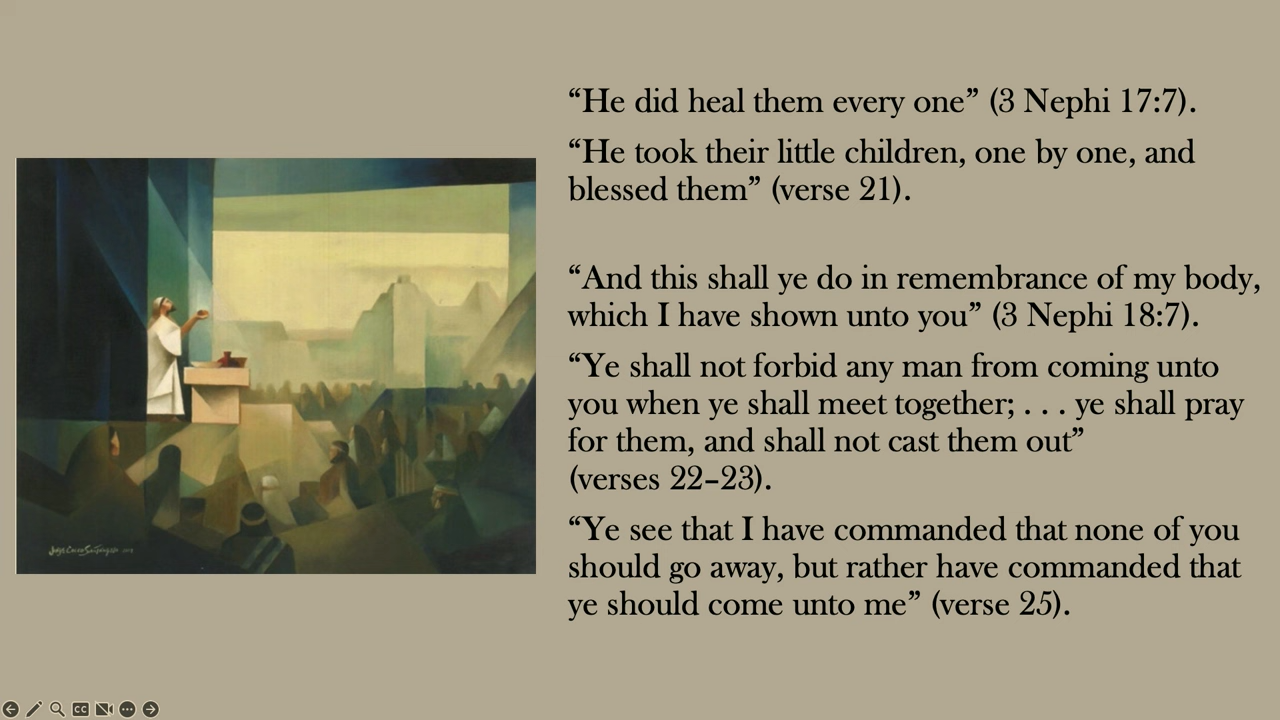 “He did heal them every one” (3 Nephi 17:7).
“He took their little children, one by one, and
blessed them” (verse 21).
“And this shall ye do in remembrance of my body,
which I have shown unto you” (3 Nephi 18:7).
“Ye shall not forbid any man from coming unto
you when ye shall meet together; . . . ye shall pray
for them, and shall not cast them out”
(verses 22–23).
“Ye see that I have commanded that none of you
should go away, but rather have commanded that
ye should come unto me” (verse 25).
CC